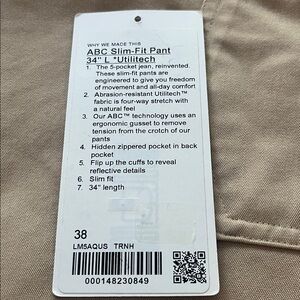 WHY WE MADE THIS
ABC Slim-Fit Pant
34" L *Utilitech
1. The 5-pocket jean, reinvented.
These slim-fit pants are
engineered to give you freedom
of movement and all-day comfort
2. Abrasion-resistant Utilitech™
fabric is four-way stretch with
a natural feel
3. Our ABC™ technology uses an
ergonomic gusset to remove
tension from the crotch of our
pants
4. Hidden zippered pocket in back
pocket
5. Flip up the cuffs to reveal
reflective details
6. Slim fit
7. 34" length
38
LM5AQUS TRNH
000148230849